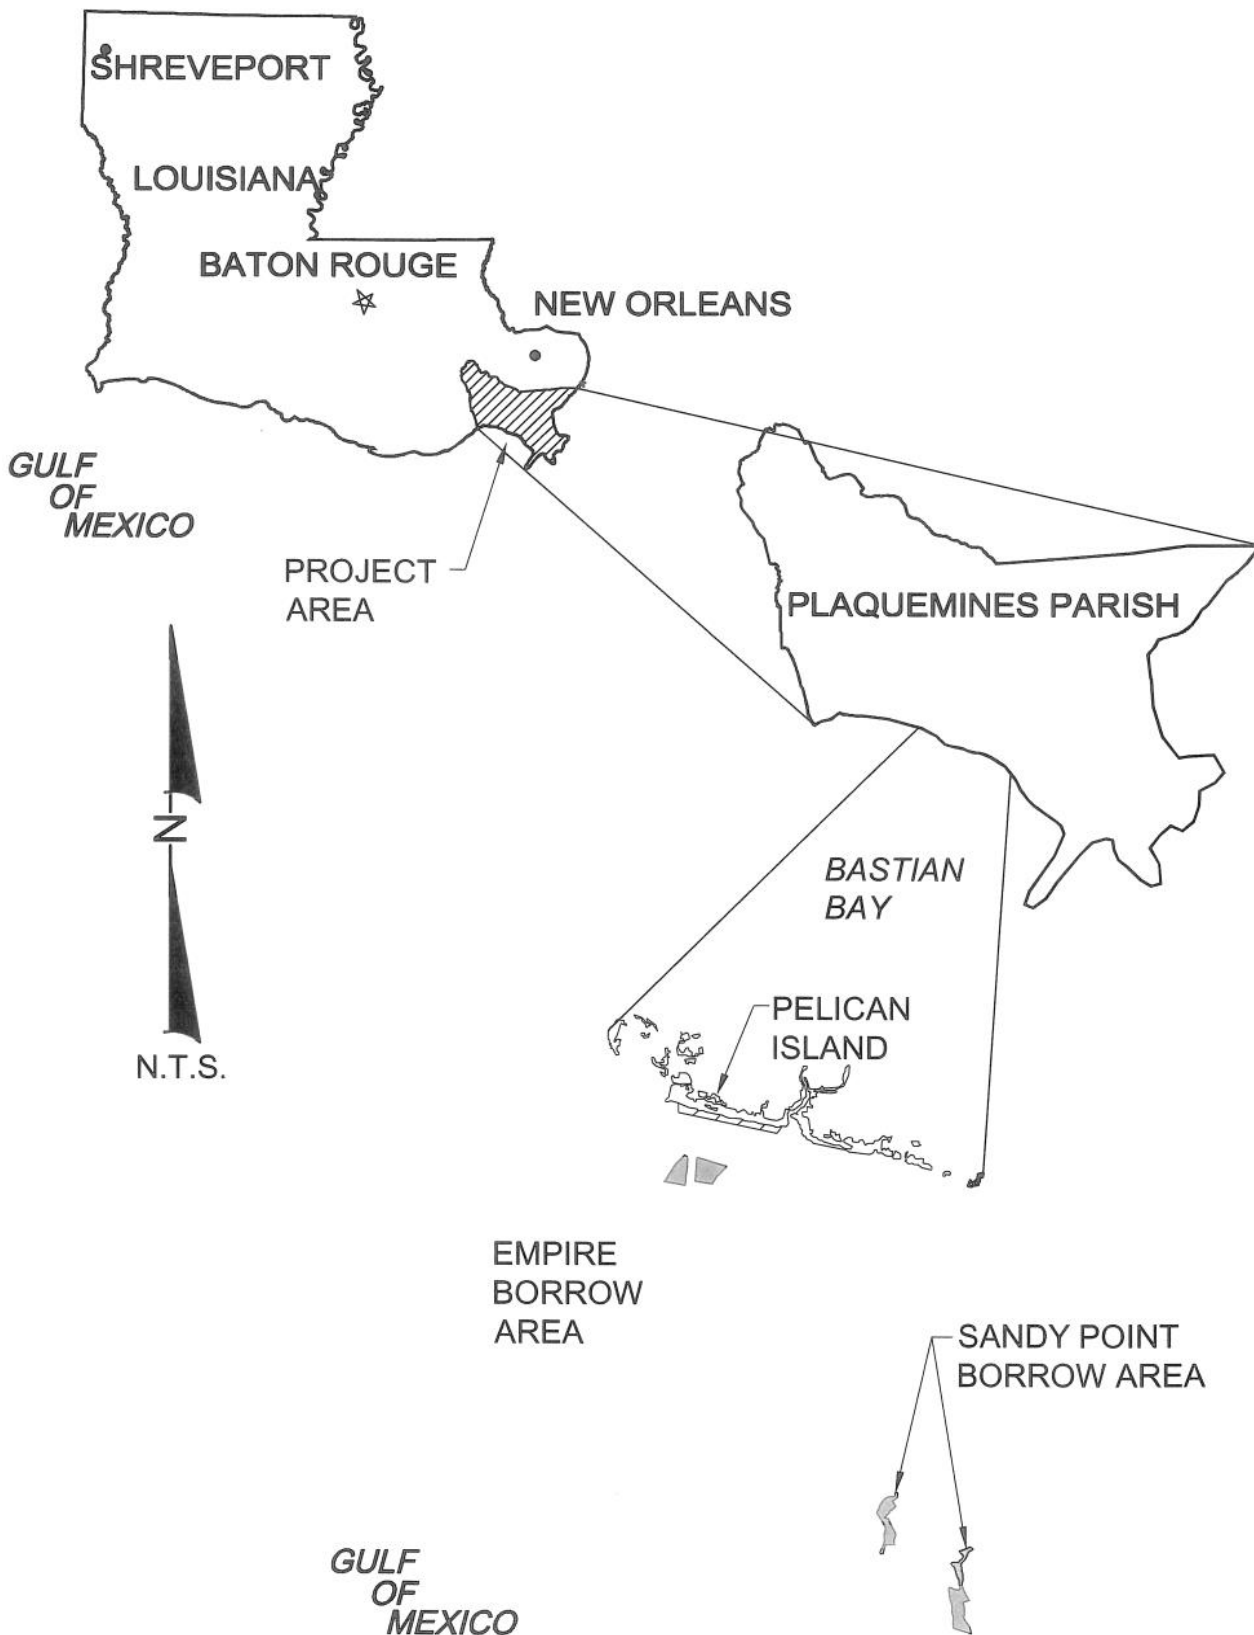 SHREVEPORT
LOUISIANA
BATON ROUGE
NEW ORLEANS
GULF
OF
MEXICO
PROJECT
AREA
PLAQUEMINES PARISH
N
N.T.S.
BASTIAN
BAY
PELICAN
ISLAND
EMPIRE
BORROW
AREA
SANDY POINT
BORROW AREA
GULF
OF
MEXICO